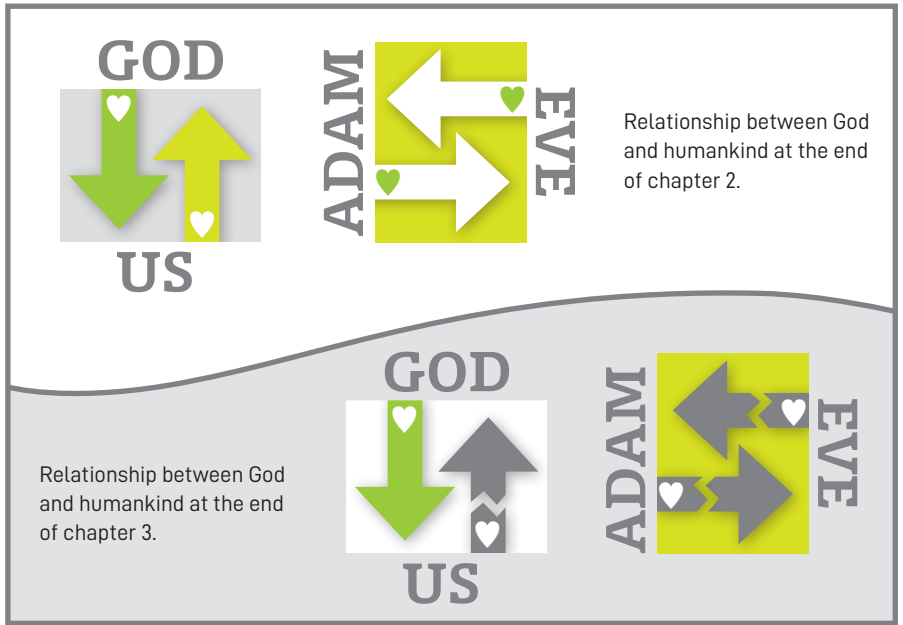 GOD
US
ADAM
EVE
Relationship between God
and humankind at the end
of chapter 2.
GOD
US
ADAM
EVE
Relationship between God
and humankind at the end
of chapter 3.